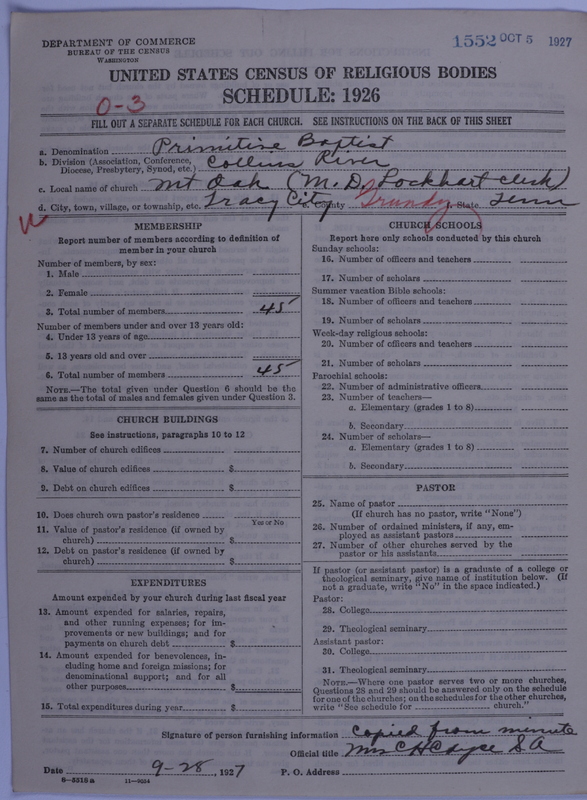 DEPARTMENT OF COMMERCE
BUREAU OF THE CENSUS
WASHINGTON
1552 OCT 5 1927
UNITED STATES CENSUS OF RELIGIOUS BODIES
SCHEDULE: 1926
0-3
FILL OUT A SEPARATE SCHEDULE FOR EACH CHURCH. SEE INSTRUCTIONS ON THE BACK OF THIS SHEET
a. Denomination Primitive Baptist
b. Division (Association, Conference, Diocese, Presbytery, Synod, etc.) Collins River
c. Local name of church Mt Oak (M. D. Lockhart clerk)
d. City, town, village, or township, etc. Tracy City e. County Grundy f. State Tenn
MEMBERSHIP
Report number of members according to definition of
member in your church
Number of members, by sex:
1. Male
2. Female
3. Total number of members 45
Number of members under and over 13 years old:
4. Under 13 years of age
5. 13 years old and over
6. Total number of members 45
NOTE.—The total given under Question 6 should be the
same as the total of males and females given under Question 3.
CHURCH BUILDINGS
See instructions, paragraphs 10 to 12
7. Number of church edifices
8. Value of church edifices $
9. Debt on church edifices $
10. Does church own pastor's residence
Yes or No
11. Value of pastor's residence (if owned by
church) $
12. Debt on pastor's residence (if owned by
church) $
EXPENDITURES
Amount expended by your church during last fiscal year
13. Amount expended for salaries, repairs,
and other running expenses; for im-
provements or new buildings; and for
payments on church debt $
14. Amount expended for benevolences, in-
cluding home and foreign missions; for
denominational support; and for all
other purposes $
15. Total expenditures during year $
CHURCH SCHOOLS
Report here only schools conducted by this church
Sunday schools:
16. Number of officers and teachers
17. Number of scholars
Summer vacation Bible schools:
18. Number of officers and teachers
19. Number of scholars
Week-day religious schools:
20. Number of officers and teachers
21. Number of scholars
Parochial schools:
22. Number of administrative officers
23. Number of teachers—
a. Elementary (grades 1 to 8)
b. Secondary
24. Number of scholars—
a. Elementary (grades 1 to 8)
b. Secondary
PASTOR
25. Name of pastor
(If church has no pastor, write "None")
26. Number of ordained ministers, if any, em-
ployed as assistant pastors
27. Number of other churches served by the
pastor or his assistants
If pastor (or assistant pastor) is a graduate of a college or
theological seminary, give name of institution below. (If
not a graduate, write "No" in the space indicated.)
Pastor:
28. College
29. Theological seminary
Assistant pastor:
30. College
31. Theological seminary
NOTE.—Where one pastor serves two or more churches,
Questions 28 and 29 should be answered only on the schedule
for one of the churches; on the schedules for the other churches,
write "See schedule for church."
Signature of person furnishing information Copied from minute
Official title Mrs C H S A
Date 9-28, 1927 P. O. Address
8-5518 a 11-9054